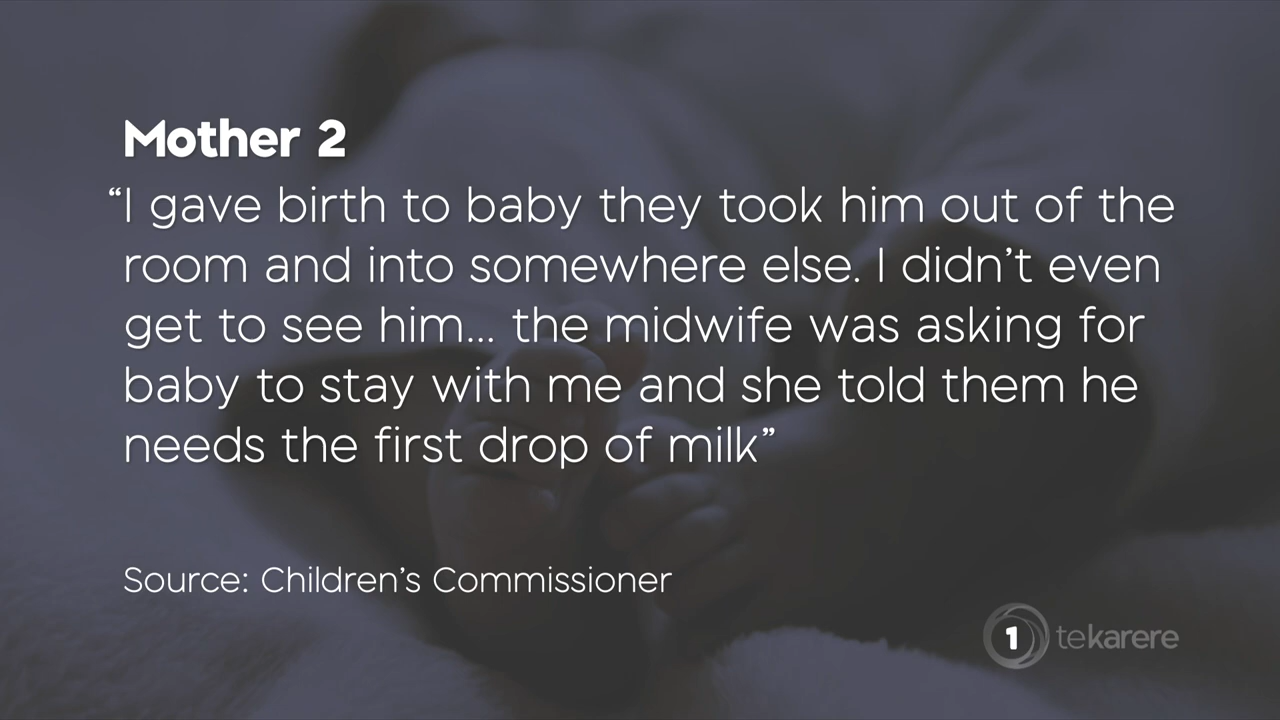 Mother 2
“I gave birth to baby they took him out of the
room and into somewhere else. I didn’t even
get to see him... the midwife was asking for
baby to stay with me and she told them he
needs the first drop of milk”
Source: Children’s Commissioner
1 tekarere